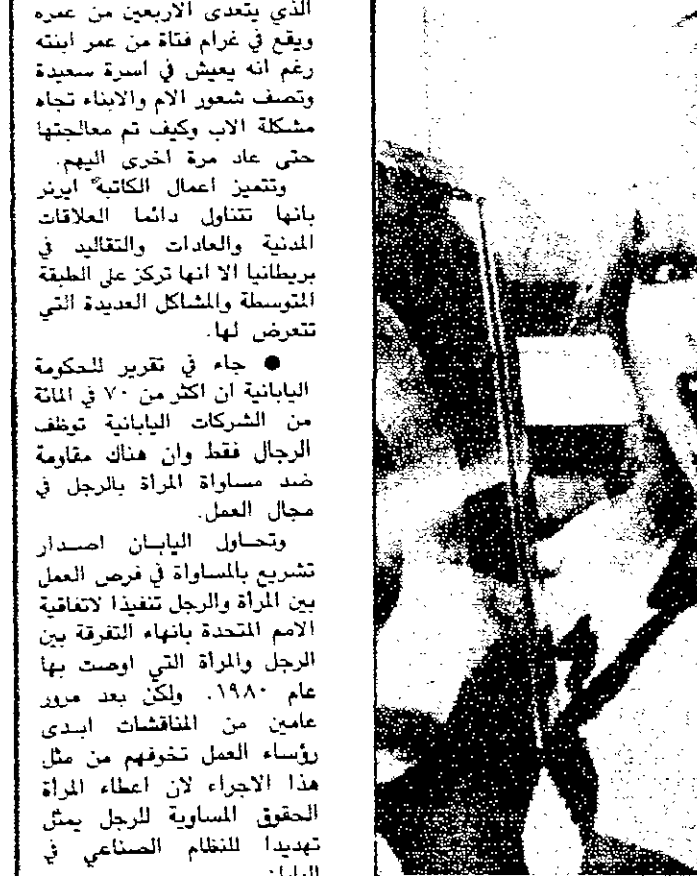 الذي يتعدى الاربعين من عمره
ويقع في غرام فتاة من عمر ابنته
رغم انه يعيش في اسرة سعيدة
وتصف شعور الام والابناء تجاه
مشكلة الاب وكيف تم معالجتها
حتى عاد مرة اخرى اليهم.
وتتميز اعمال الكاتبة ايرنر
بانها تتناول دائما العلاقات
المدنية والعادات والتقاليد في
بريطانيا الا انها تركز على الطبقة
المتوسطة والمشاكل العديدة التي
تتعرض لها.
● جاء في تقرير للحكومة
اليابانية ان اكثر من ٧٠ في المائة
من الشركات اليابانية توظف
الرجال فقط وان هناك مقاومة
ضد مساواة المراة بالرجل في
مجال العمل.
وتحاول اليابان اصدار
تشريع بالمساواة في فرص العمل
بين المراة والرجل تنفيذا لاتفاقية
الامم المتحدة بانهاء التفرقة بين
الرجل والمراة التي اوصت بها
عام ١٩٨٠. ولكن بعد مرور
عامين من المناقشات ابدى
رؤساء العمل تخوفهم من مثل
هذا الاجراء لان اعطاء المراة
الحقوق المساوية للرجل يمثل
تهديدا للنظام الصناعي في